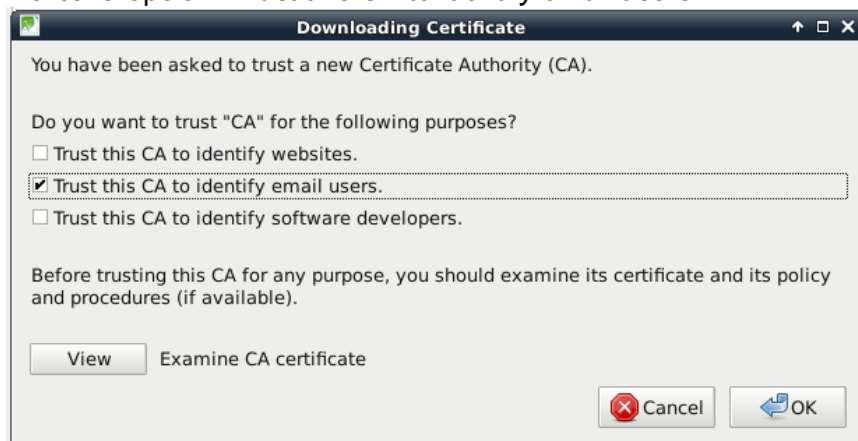 Downloading Certificate
You have been asked to trust a new Certificate Authority (CA).
Do you want to trust "CA" for the following purposes?
Trust this CA to identify websites.
Trust this CA to identify email users.
Trust this CA to identify software developers.
Before trusting this CA for any purpose, you should examine its certificate and its policy
and procedures (if available).
View Examine CA certificate
Cancel OK